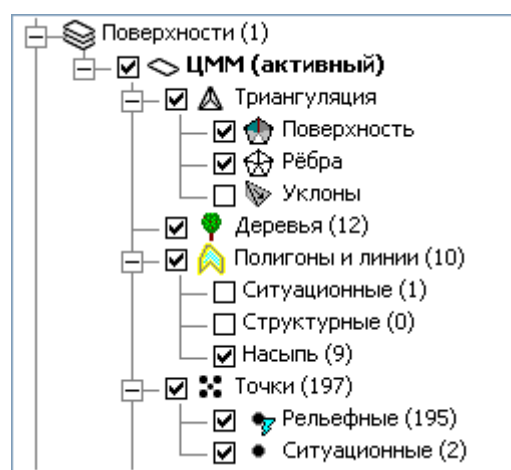 Поверхности (1)
ЦММ (активный)
Триангуляция
Поверхность
Рёбра
Уклоны
Деревья (12)
Полигоны и линии (10)
Ситуационные (1)
Структурные (0)
Насыпь (9)
Точки (197)
Рельефные (195)
Ситуационные (2)